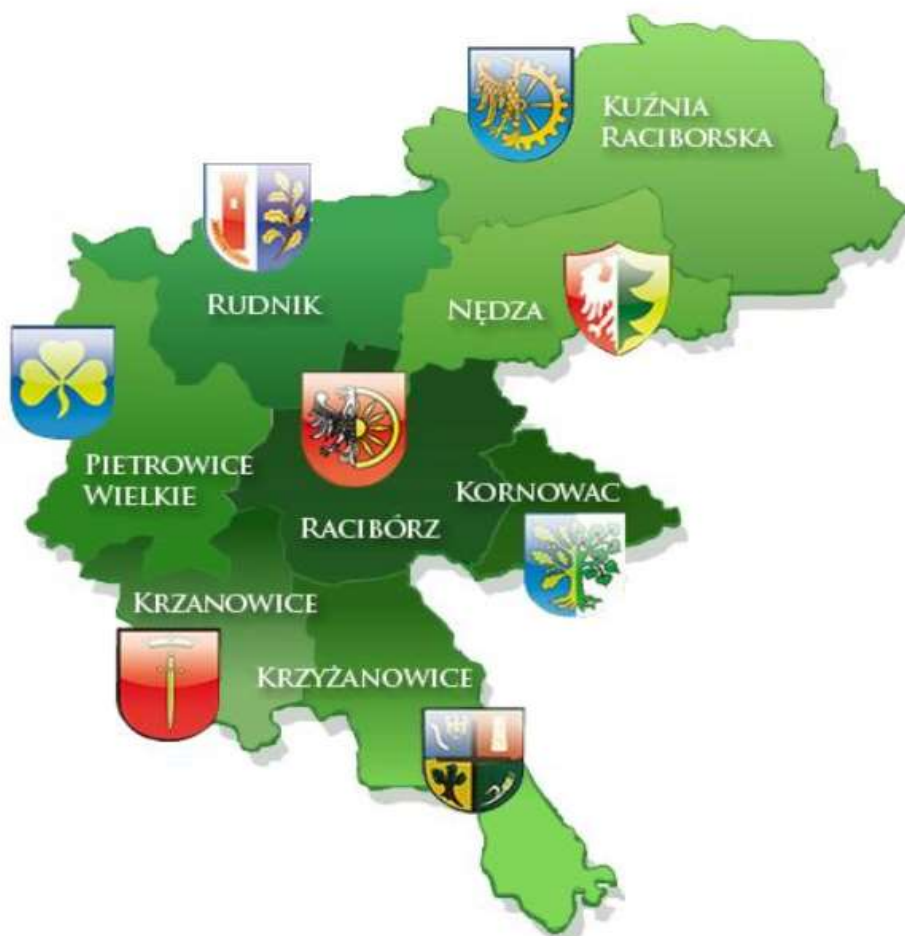 KUŹNIA
RACIBORSKA
RUDNIK
NĘDZA
PIETROWICE
WIELKIE
KORNOWAC
RACIBÓRZ
KRZANOWICE
KRZYŻANOWICE